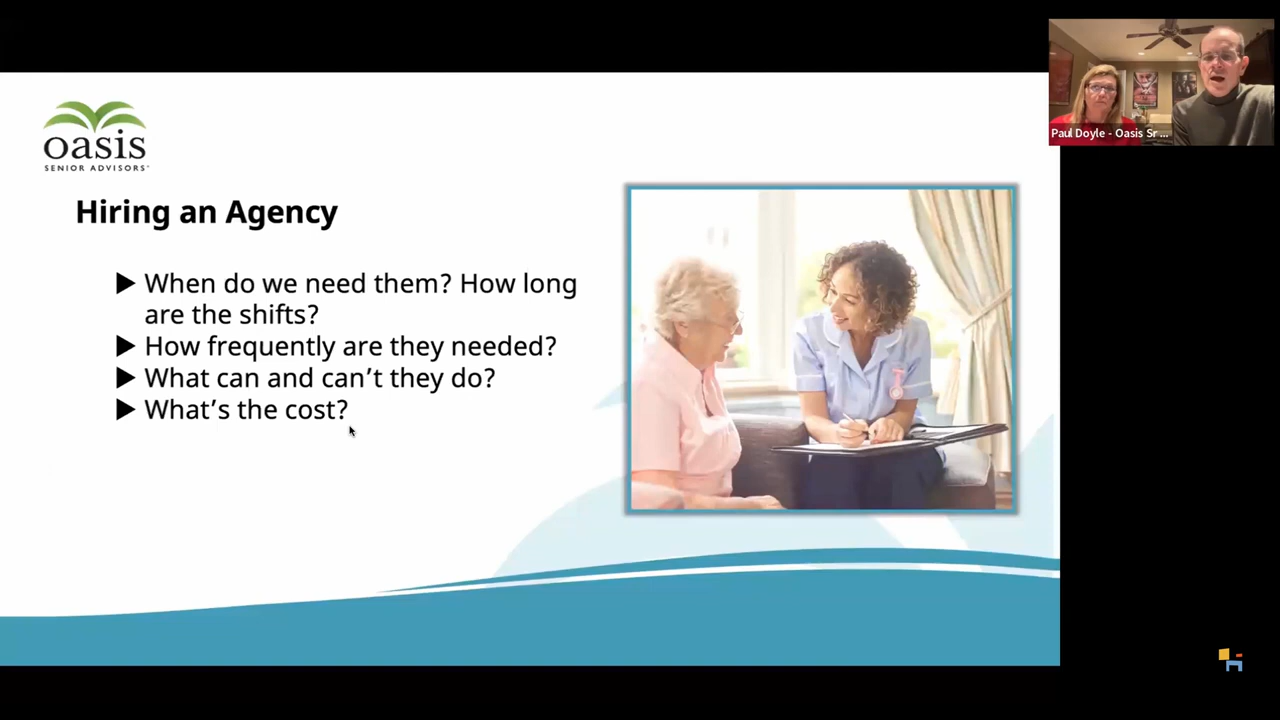 oasis
SENIOR ADVISORS
Hiring an Agency
▶ When do we need them? How long
are the shifts?
▶ How frequently are they needed?
▶ What can and can’t they do?
▶ What’s the cost?
Paul Doyle - Oasis Sr ...